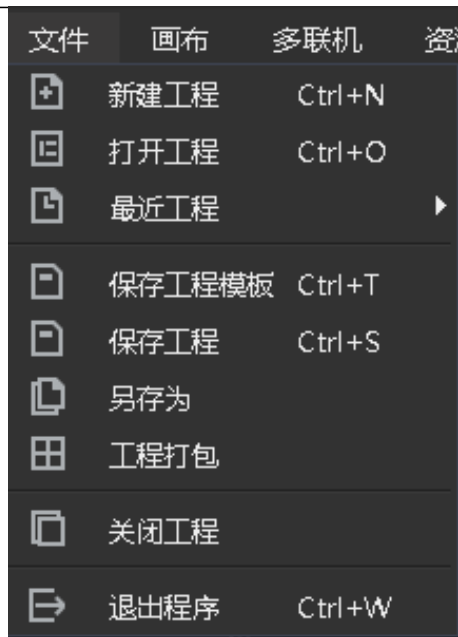 文件 画布 多联机
新建工程 Ctrl+N
打开工程 Ctrl+O
最近工程
保存工程模板 Ctrl+T
保存工程 Ctrl+S
另存为
工程打包
关闭工程
退出程序 Ctrl+W